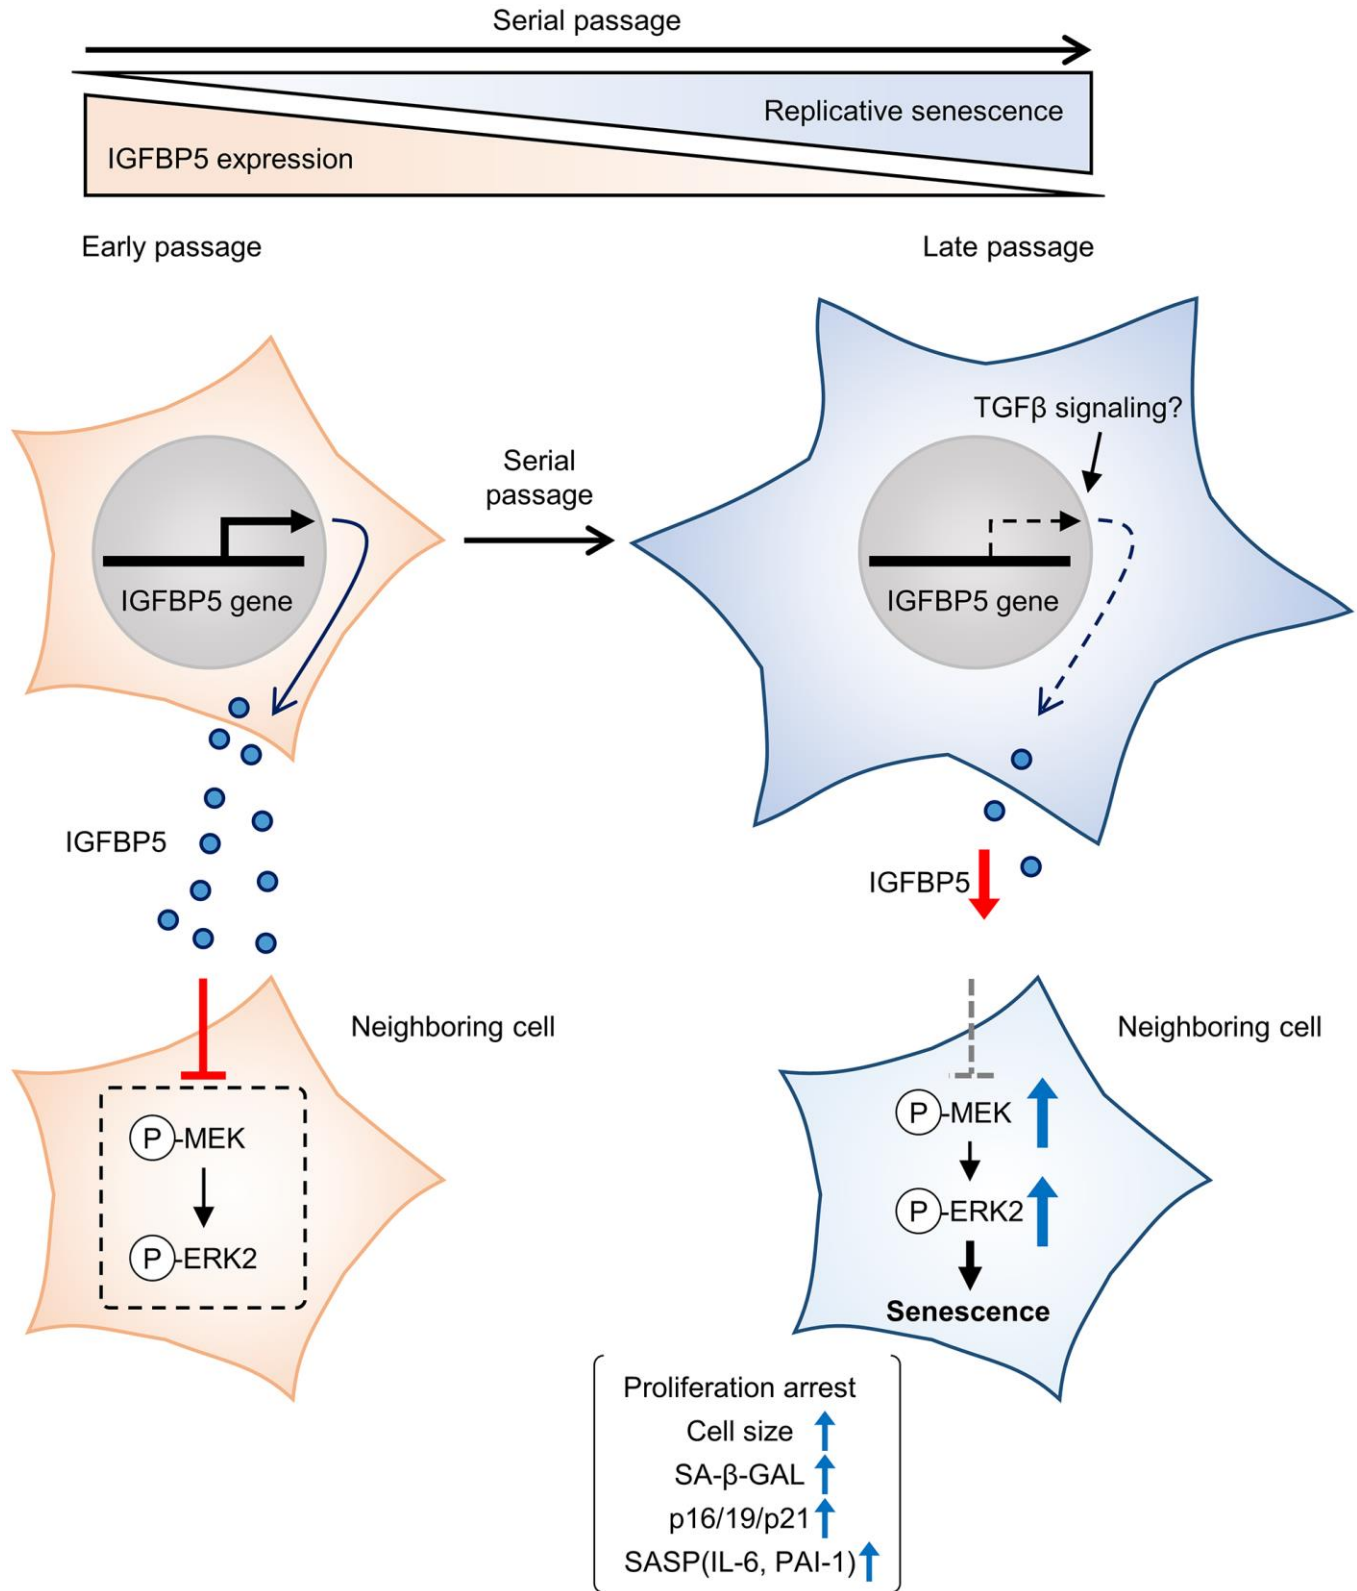 Serial passage
Replicative senescence
IGFBP5 expression
Early passage
Late passage
TGFβ signaling?
Serial
passage
IGFBP5 gene
IGFBP5 gene
IGFBP5
IGFBP5
Neighboring cell
Neighboring cell
P-MEK
P-ERK2
P-MEK
P-ERK2
Senescence
Proliferation arrest
Cell size
SA-β-GAL
p16/19/p21
SASP(IL-6, PAI-1)